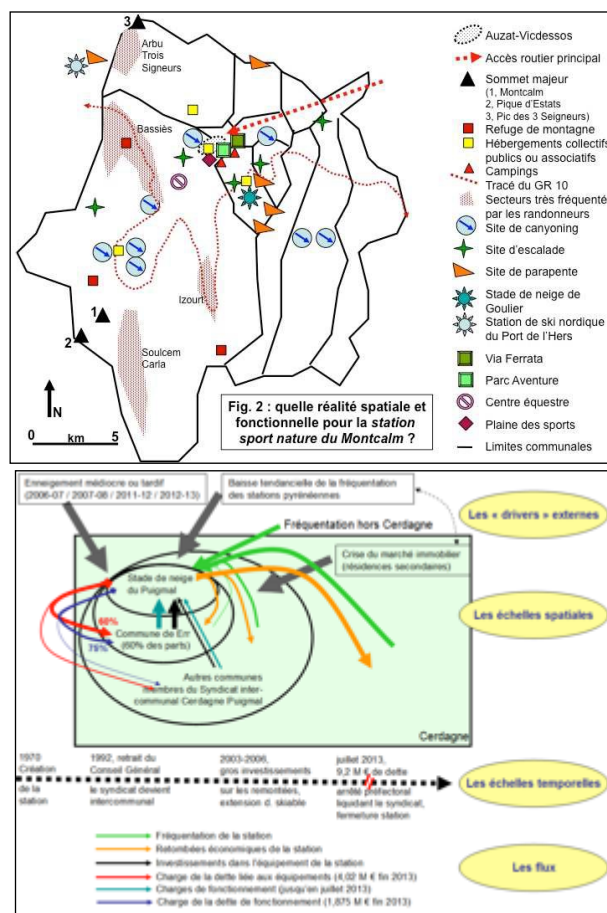 3
Arbu
Trois
Signeurs
Bassiès
Izourt
1
2
Soulcem
Carla
N
0 km 5
Fig. 2 : quelle réalité spatiale et
fonctionnelle pour la station
sport nature du Montcalm ?
Auzat-Vicdessos
Accès routier principal
Sommet majeur
(1, Montcalm
2, Pique d'Estats
3, Pic des 3 Seigneurs)
Refuge de montagne
Hébergements collectifs
publics ou associatifs
Campings
Tracé du GR 10
Secteurs très fréquenté
par les randonneurs
Site de canyoning
Site d'escalade
Site de parapente
Stade de neige de
Goulier
Station de ski nordique
du Port de l'Hers
Via Ferrata
Parc Aventure
Centre équestre
Plaine des sports
Limites communales
Enneigement médiocre ou tardif
(2006-07 / 2007-08 / 2011-12 / 2012-13)
Baisse tendancielle de la fréquentation
des stations pyrénéennes
Les « drivers » externes
Fréquentation hors Cerdagne
Crise du marché immobilier
(résidences secondaires)
Stade de neige
du Puigmal
Les échelles spatiales
60%
Commune de Err
(60% des parts)
75%
Autres communes
membres du Syndicat inter-
communal Cerdagne Puigmal
Cerdagne
1970
Création
de la
station
1992, retrait du
Conseil Général
le syndicat devient
intercommunal
2003-2006,
gros investissements
sur les remontées,
extension d. skiable
juillet 2013,
9,2 M € de dette
arrêté préfectoral
liquidant le syndicat,
fermeture station
Les échelles temporelles
Fréquentation de la station
Retombées économiques de la station
Investissements dans l'équipement de la station
Charge de la dette liée aux équipements (4,02 M € fin 2013)
Charges de fonctionnement (jusqu'en juillet 2013)
Charge de la dette de fonctionnement (1,875 M € fin 2013)
Les flux